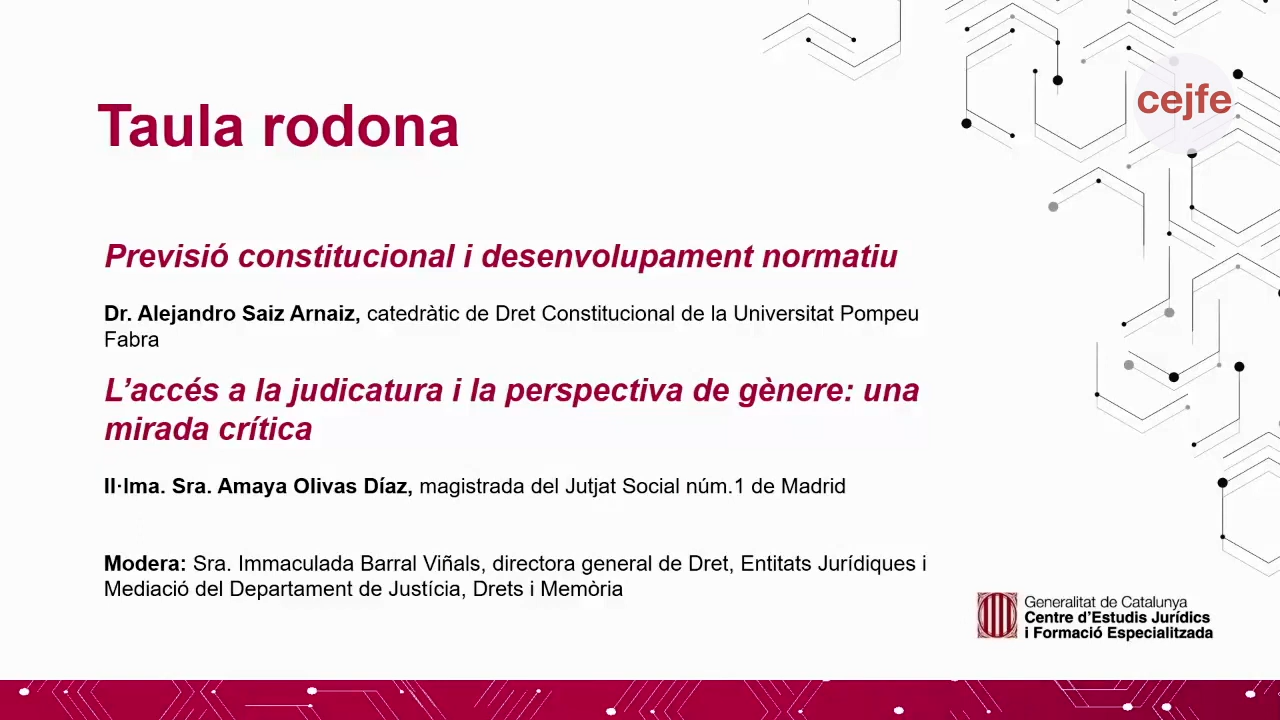 cejfe
Taula rodona
Previsió constitucional i desenvolupament normatiu
Dr. Alejandro Saiz Arnaiz, catedràtic de Dret Constitucional de la Universitat Pompeu
Fabra
L’accés a la judicatura i la perspectiva de gènere: una
mirada crítica
Il·lma. Sra. Amaya Olivas Díaz, magistrada del Jutjat Social núm.1 de Madrid
Modera: Sra. Immaculada Barral Viñals, directora general de Dret, Entitats Jurídiques i
Mediació del Departament de Justícia, Drets i Memòria
Generalitat de Catalunya
Centre d’Estudis Jurídics
i Formació Especialitzada